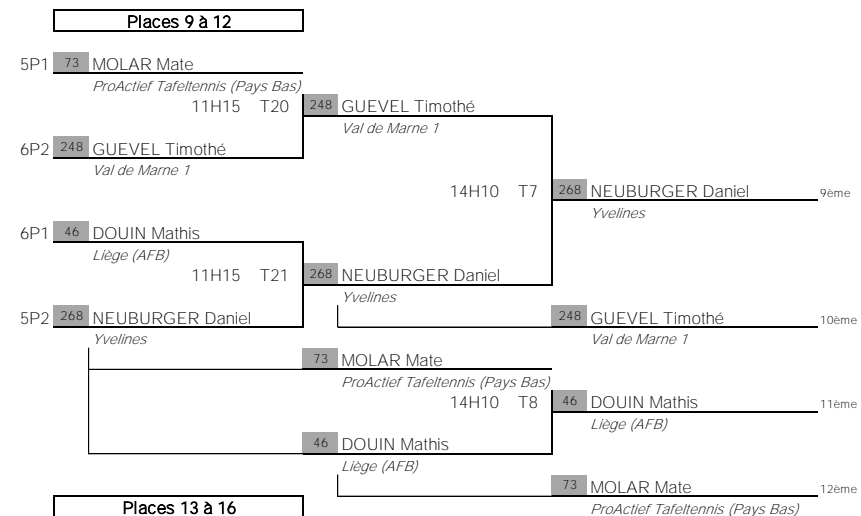 Places 9 à 12
5P1 73 MOLAR Mate
ProActief Tafeltennis (Pays Bas)
11H15 T20 248 GUEVEL Timothé
Val de Marne 1
6P2 248 GUEVEL Timothé
Val de Marne 1
14H10 T7 268 NEUBURGER Daniel 9ème
Yvelines
6P1 46 DOUIN Mathis
Liège (AFB)
11H15 T21 268 NEUBURGER Daniel
Yvelines
5P2 268 NEUBURGER Daniel 248 GUEVEL Timothé 10ème
Yvelines Val de Marne 1
73 MOLAR Mate
ProActief Tafeltennis (Pays Bas)
14H10 T8 46 DOUIN Mathis 11ème
Liège (AFB)
46 DOUIN Mathis
Liège (AFB)
73 MOLAR Mate 12ème
Places 13 à 16 ProActief Tafeltennis (Pays Bas)